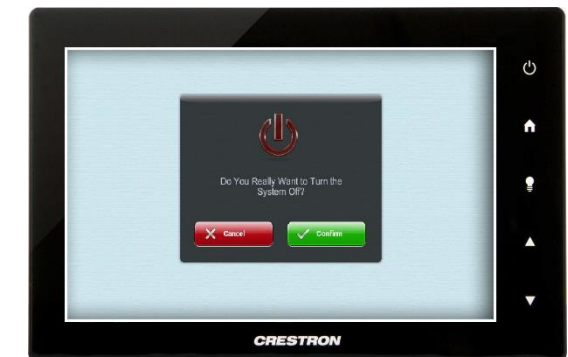 Do You Really Want to Turn the
System Off?
Cancel
Confirm
CRESTRON